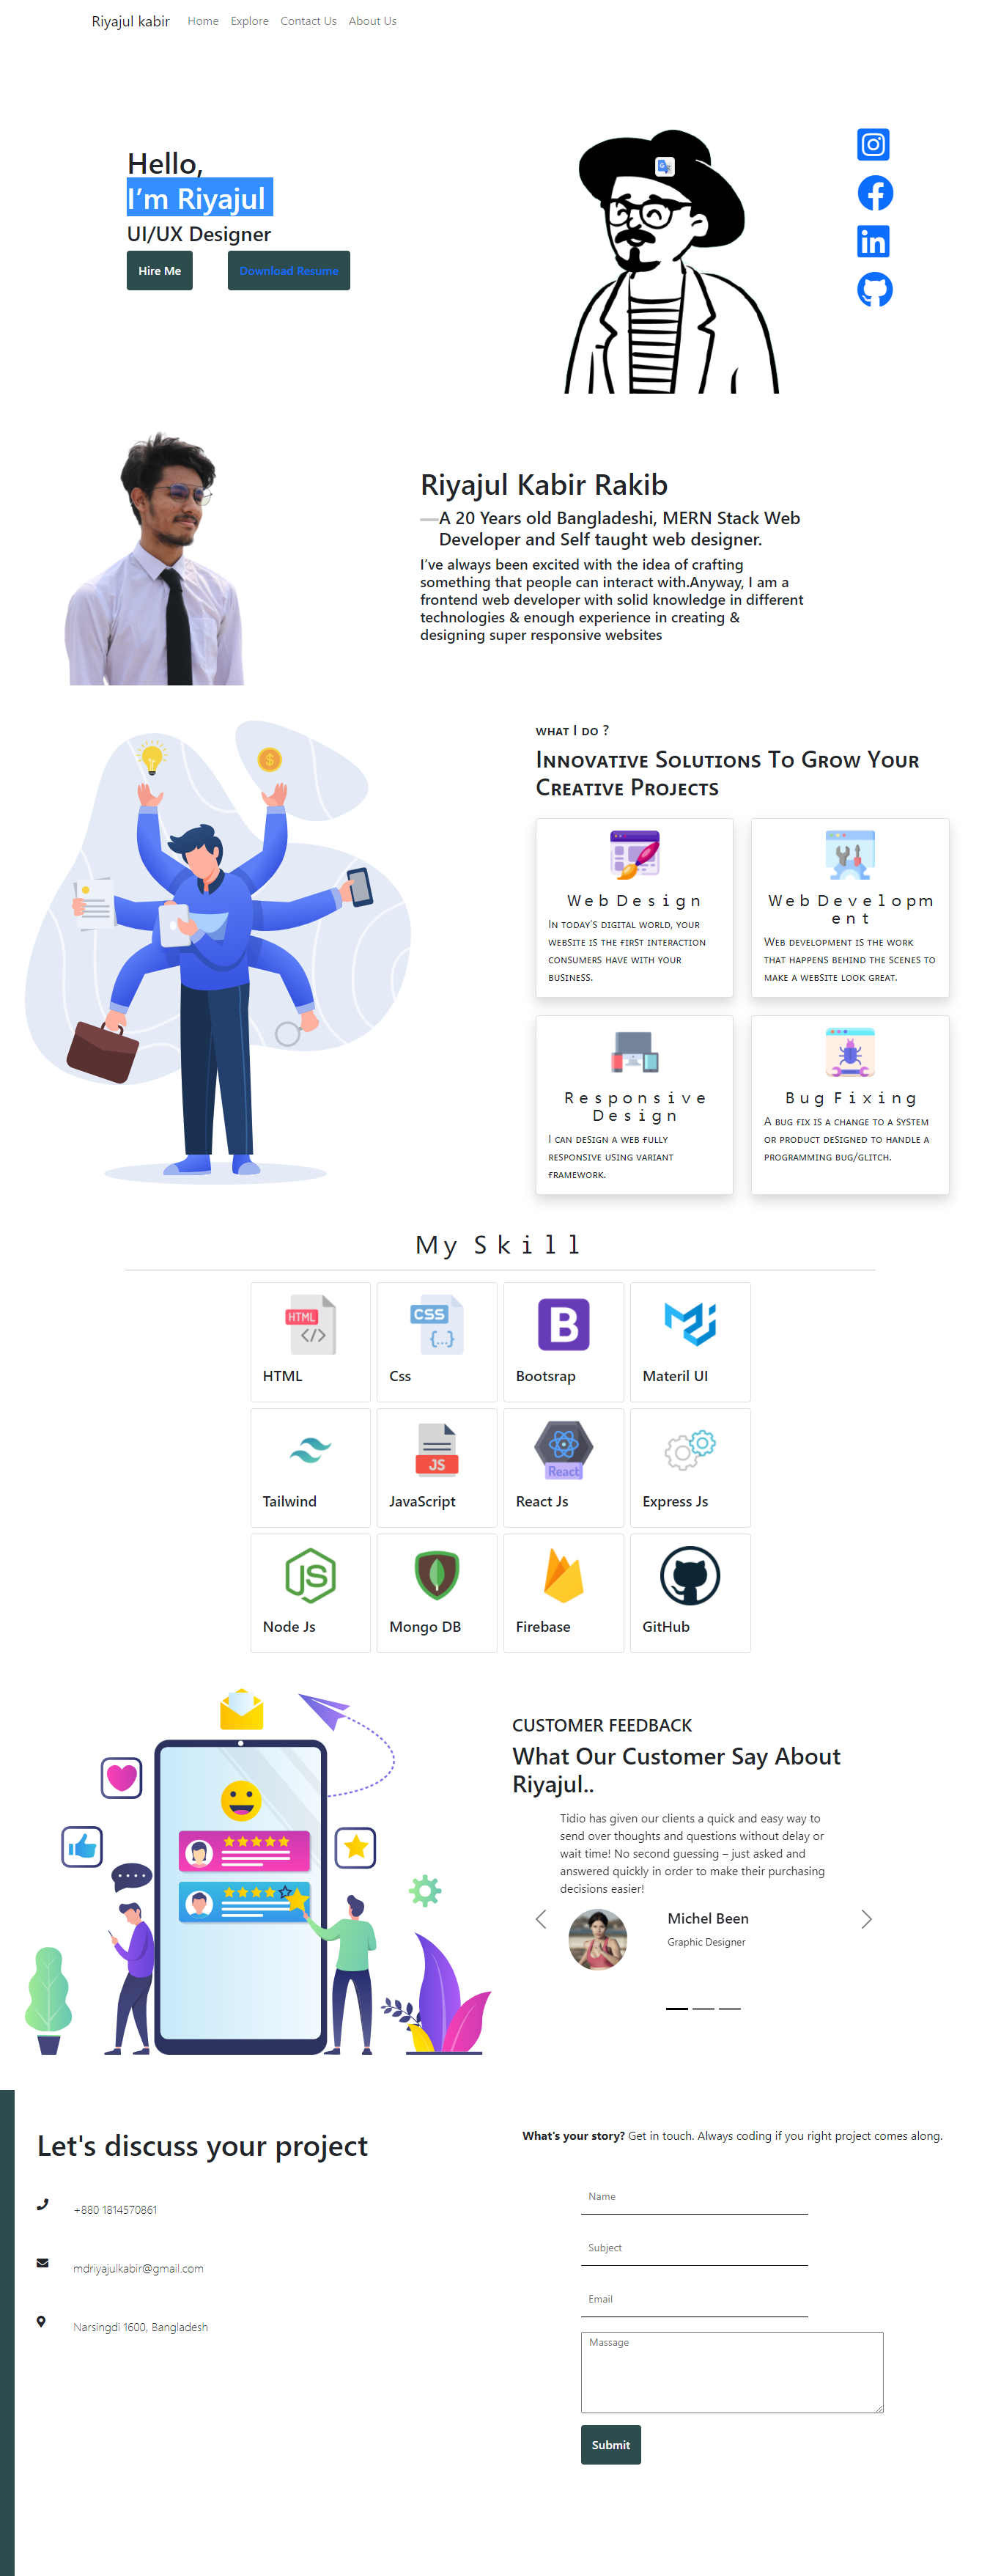 Riyajul kabir Home Explore Contact Us About Us
Hello,
I'm Riyajul
UI/UX Designer
Hire Me Download Resume
Riyajul Kabir Rakib
—A 20 Years old Bangladeshi, MERN Stack Web
Developer and Self taught web designer.
I've always been excited with the idea of crafting
something that people can interact with.Anyway, I am a
frontend web developer with solid knowledge in different
technologies & enough experience in creating &
designing super responsive websites
what I do ?
Innovative Solutions To Grow Your
Creative Projects
Web Design
In today's digital world, your
website is the first interaction
consumers have with your
business.
Web Developm
ent
Web development is the work
that happens behind the scenes to
make a website look great.
Responsive
Design
I can design a web fully
responsive using variant
framework.
Bug Fixing
A bug fix is a change to a system
or product designed to handle a
programming bug/glitch.
My Skill
HTML
HTML
CSS
{...}
Css
B
Bootsrap
Materil UI
Tailwind
JS
JavaScript
React
React Js
Express Js
JS
Node Js
Mongo DB
Firebase
GitHub
CUSTOMER FEEDBACK
What Our Customer Say About
Riyajul..
Tidio has given our clients a quick and easy way to
send over thoughts and questions without delay or
wait time! No second guessing – just asked and
answered quickly in order to make their purchasing
decisions easier!
Michel Been
Graphic Designer
Let's discuss your project
+880 1814570861
mdriyajulkabir@gmail.com
Narsingdi 1600, Bangladesh
What's your story? Get in touch. Always coding if you right project comes along.
Name
Subject
Email
Massage
Submit